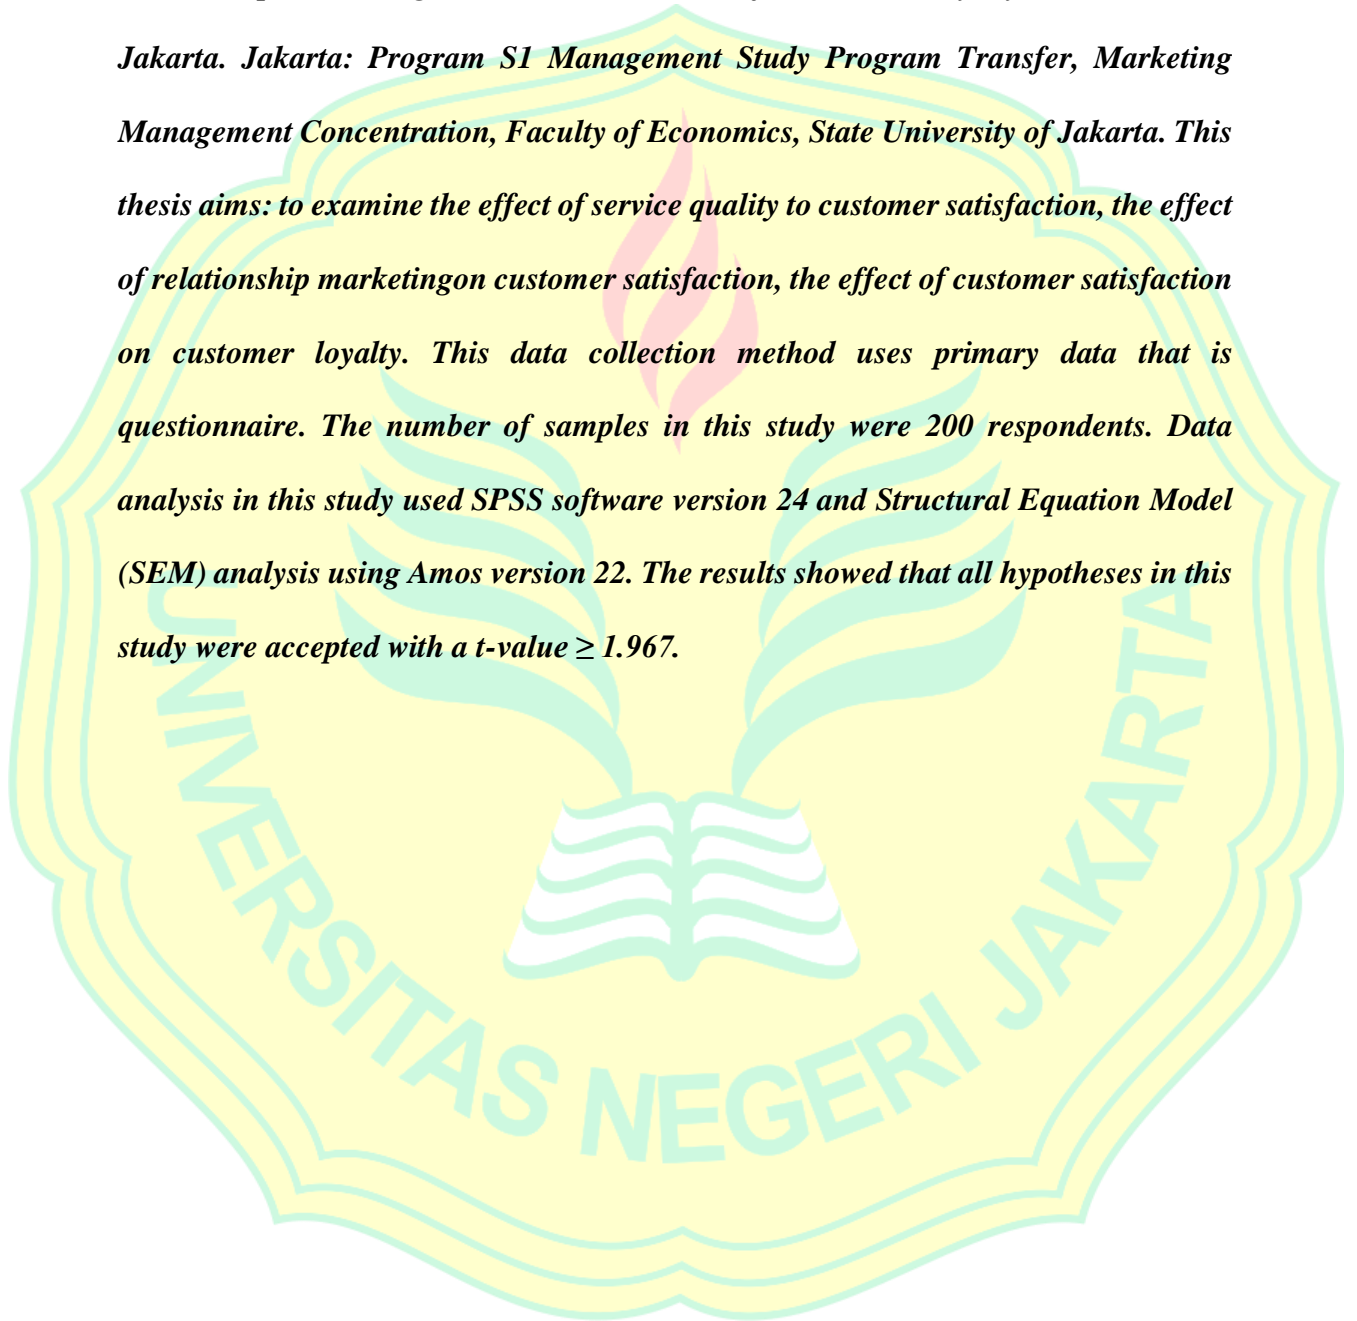 Jakarta. Jakarta: Program S1 Management Study Program Transfer, Marketing
Management Concentration, Faculty of Economics, State University of Jakarta. This
thesis aims: to examine the effect of service quality to customer satisfaction, the effect
of relationship marketingon customer satisfaction, the effect of customer satisfaction
on customer loyalty. This data collection method uses primary data that is
questionnaire. The number of samples in this study were 200 respondents. Data
analysis in this study used SPSS software version 24 and Structural Equation Model
(SEM) analysis using Amos version 22. The results showed that all hypotheses in this
study were accepted with a t-value ≥ 1.967.
UNIVERSITAS NEGERI JAKARTA